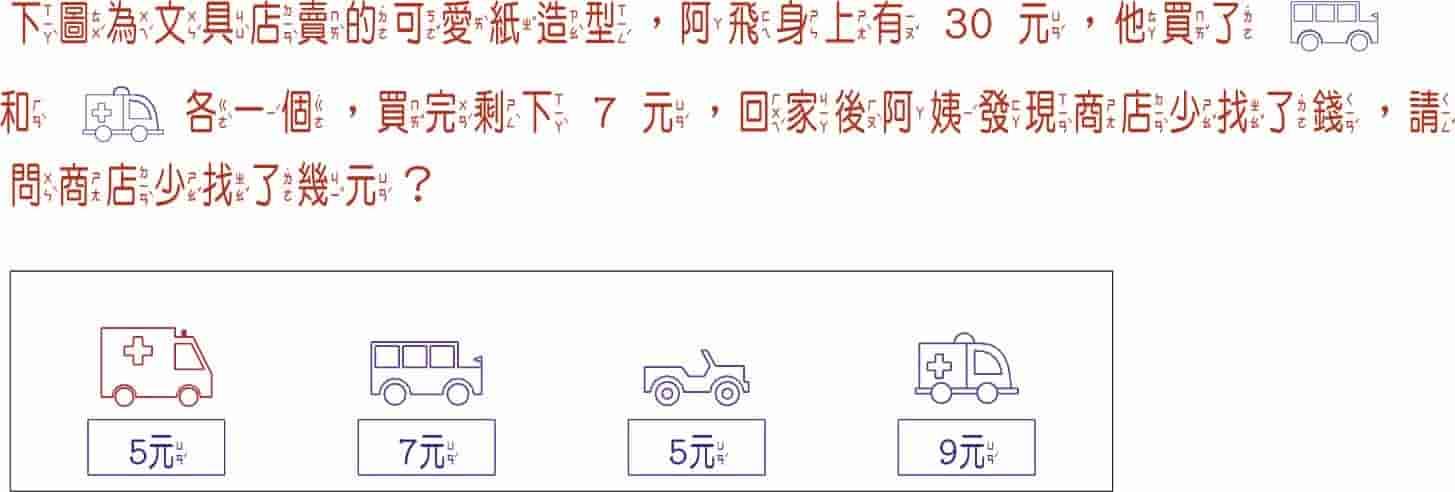 下圖為文具店賣的可愛紙造型，阿飛身上有 30 元，他買了
和 各一個，買完剩下 7 元，回家後阿姨發現商店少找了錢，請
問商店少找了幾元？
5元 7元 5元 9元